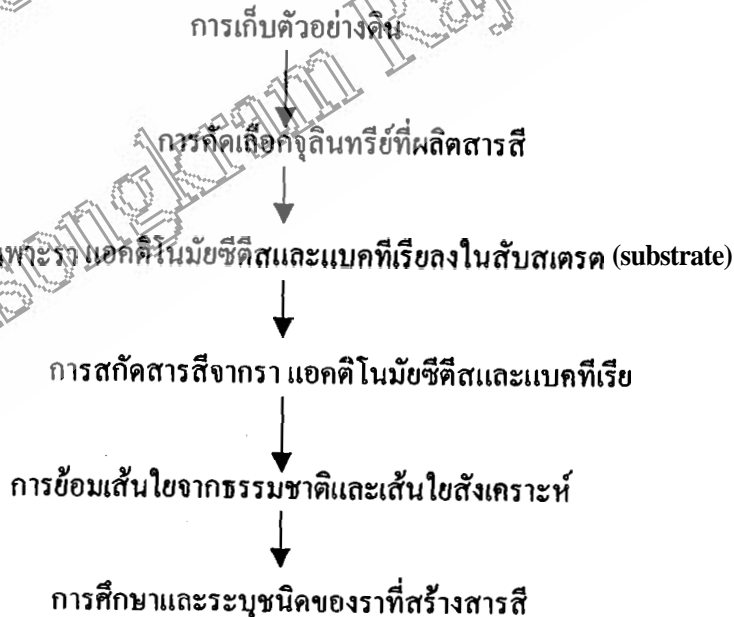 การเก็บตัวอย่างดิน
การคัดเลือกจุลินทรีย์ที่ผลิตสารสี
เพาะรา แอคติโนมัยซีตีสและแบคทีเรียลงในสับสเตรต (substrate)
การสกัดสารสีจากรา แอคติโนมัยซีตีสและแบคทีเรีย
การย้อมเส้นใยจากธรรมชาติและเส้นใยสังเคราะห์
การศึกษาและระบุชนิดของราที่สร้างสารสี